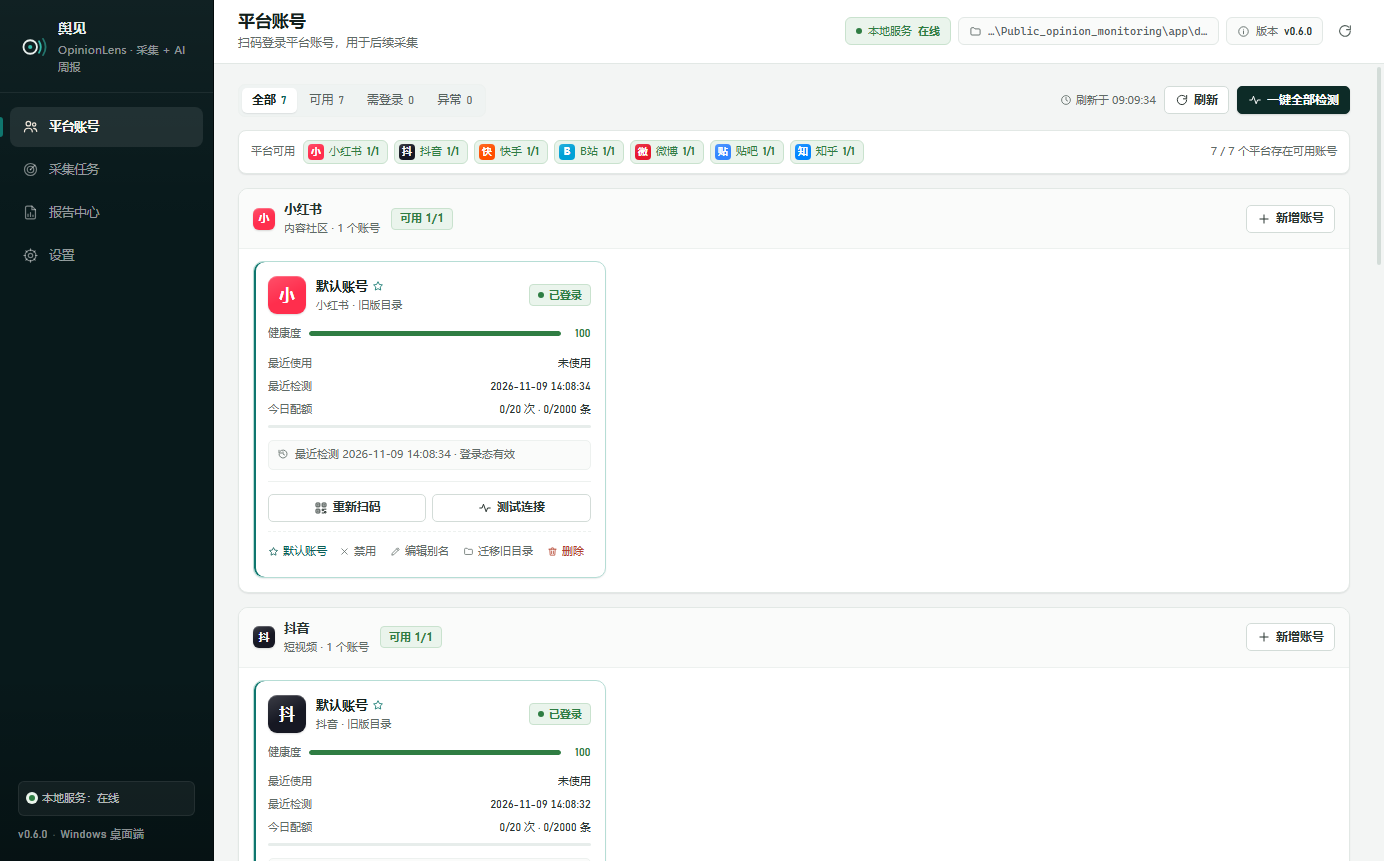 舆见
OpinionLens · 采集 + AI
周报
平台账号
采集任务
报告中心
设置
本地服务：在线
v0.6.0 · Windows 桌面端
平台账号
扫码登录平台账号，用于后续采集
本地服务 在线
…\Public_opinion_monitoring\app\d…
版本 v0.6.0
全部 7
可用 7
需登录 0
异常 0
刷新于 09:09:34
刷新
一键全部检测
平台可用
小 小红书 1/1
抖 抖音 1/1
快 快手 1/1
B B站 1/1
微 微博 1/1
贴 贴吧 1/1
知 知乎 1/1
7 / 7 个平台存在可用账号
小
小红书
内容社区 · 1 个账号
可用 1/1
新增账号
小
默认账号
小红书 · 旧版目录
已登录
健康度 100
最近使用 未使用
最近检测 2026-11-09 14:08:34
今日配额 0/20 次 · 0/2000 条
最近检测 2026-11-09 14:08:34 · 登录态有效
重新扫码
测试连接
默认账号
禁用
编辑别名
迁移旧目录
删除
抖
抖音
短视频 · 1 个账号
可用 1/1
新增账号
抖
默认账号
抖音 · 旧版目录
已登录
健康度 100
最近使用 未使用
最近检测 2026-11-09 14:08:32
今日配额 0/20 次 · 0/2000 条